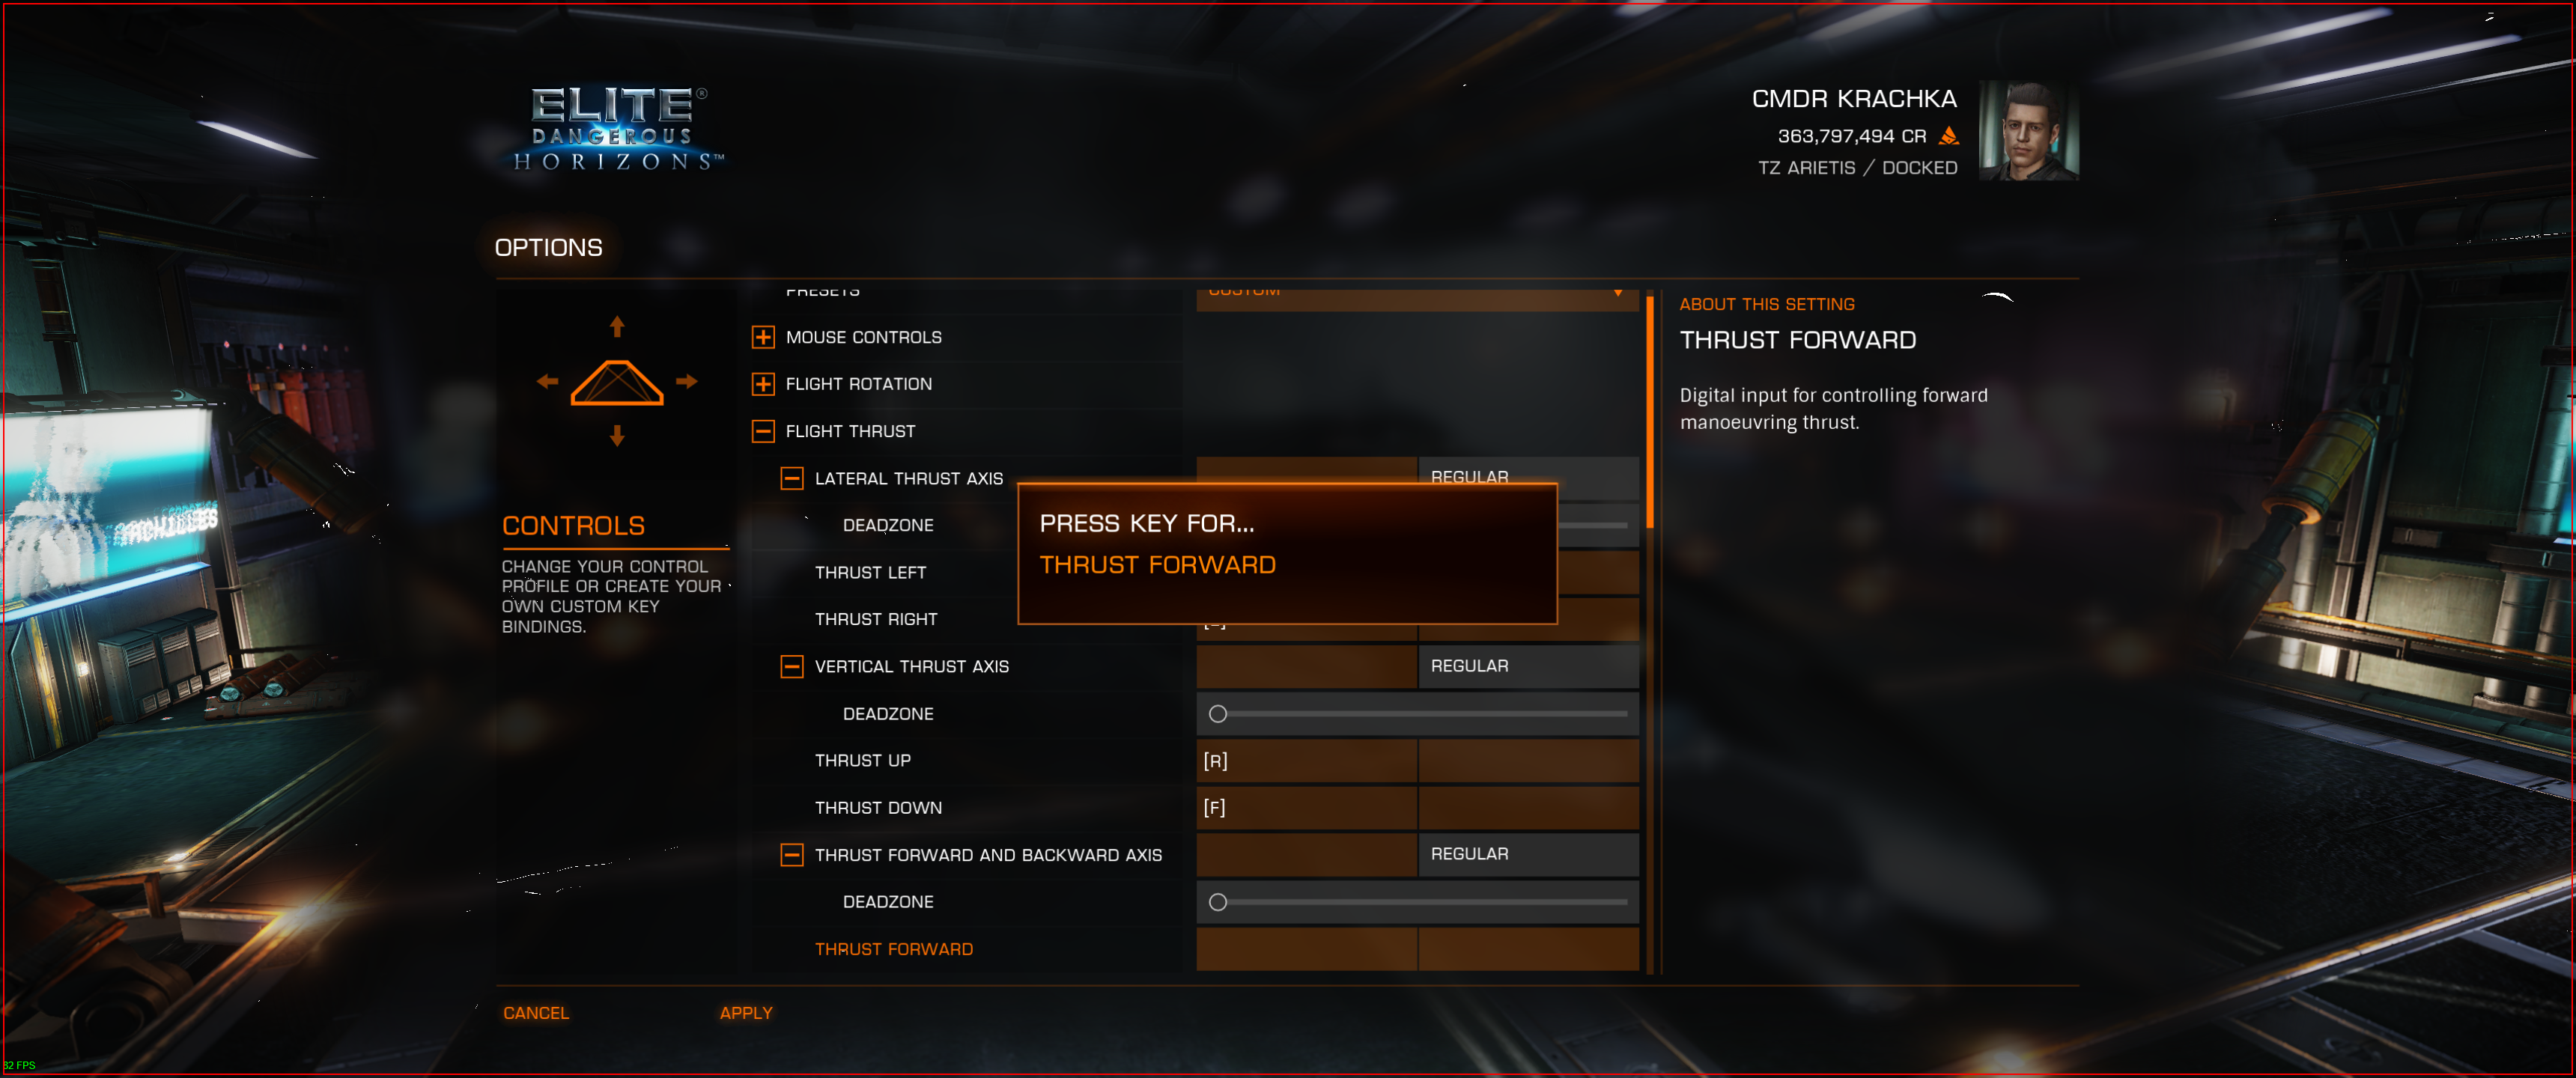 ELITE®
DANGEROUS
HORIZONS™
CMDR KRACHKA
363,797,494 CR
TZ ARIETIS / DOCKED
OPTIONS
CONTROLS
CHANGE YOUR CONTROL
PROFILE OR CREATE YOUR
OWN CUSTOM KEY
BINDINGS.
PRESETS
CUSTOM
MOUSE CONTROLS
FLIGHT ROTATION
FLIGHT THRUST
LATERAL THRUST AXIS
REGULAR
DEADZONE
THRUST LEFT
THRUST RIGHT
VERTICAL THRUST AXIS
REGULAR
DEADZONE
THRUST UP
[R]
THRUST DOWN
[F]
THRUST FORWARD AND BACKWARD AXIS
REGULAR
DEADZONE
THRUST FORWARD
PRESS KEY FOR...
THRUST FORWARD
ABOUT THIS SETTING
THRUST FORWARD
Digital input for controlling forward
manoeuvring thrust.
ACHILLES
CANCEL
APPLY
FPS